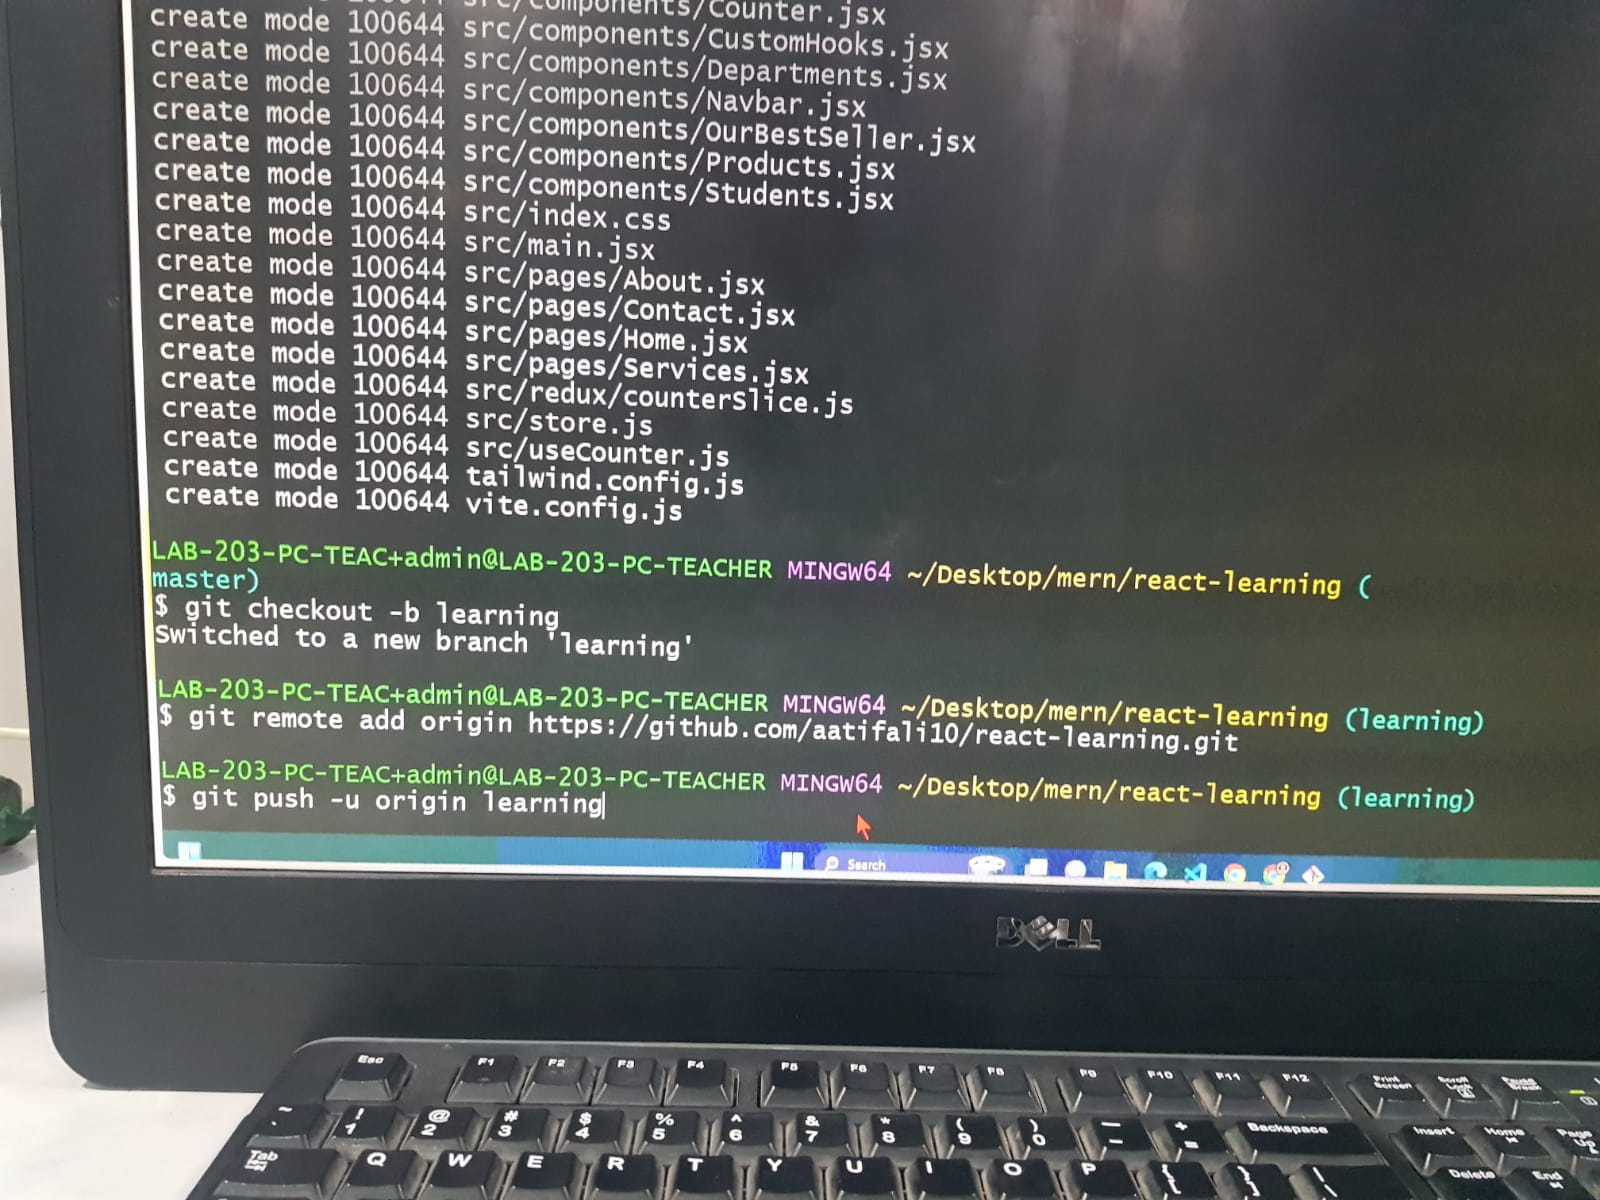 create mode 100644 src/components/Counter.jsx
create mode 100644 src/components/CustomHooks.jsx
create mode 100644 src/components/Departments.jsx
create mode 100644 src/components/Navbar.jsx
create mode 100644 src/components/OurBestSeller.jsx
create mode 100644 src/components/Products.jsx
create mode 100644 src/components/Students.jsx
create mode 100644 src/index.css
create mode 100644 src/main.jsx
create mode 100644 src/pages/About.jsx
create mode 100644 src/pages/Contact.jsx
create mode 100644 src/pages/Home.jsx
create mode 100644 src/pages/Services.jsx
create mode 100644 src/redux/counterSlice.js
create mode 100644 src/store.js
create mode 100644 src/useCounter.js
create mode 100644 tailwind.config.js
create mode 100644 vite.config.js
LAB-203-PC-TEAC+admin@LAB-203-PC-TEACHER MINGW64 ~/Desktop/mern/react-learning (
master)
$ git checkout -b learning
Switched to a new branch 'learning'
LAB-203-PC-TEAC+admin@LAB-203-PC-TEACHER MINGW64 ~/Desktop/mern/react-learning (learning)
$ git remote add origin https://github.com/aatifali10/react-learning.git
LAB-203-PC-TEAC+admin@LAB-203-PC-TEACHER MINGW64 ~/Desktop/mern/react-learning (learning)
$ git push -u origin learning
Search
DELL
Esc F1 F2 F3 F4 F5 F6 F7 F8 F9 F10 F11 F12 Print Screen Scroll Lock Pause Break
~ ! 1 @ 2 # 3 $ 4 % 5 ^ 6 & 7 * 8 ( 9 ) 0 — - + = Backspace Insert Home Page Up
Tab Q W E R T Y U I O P { [ } ] | \ Delete End